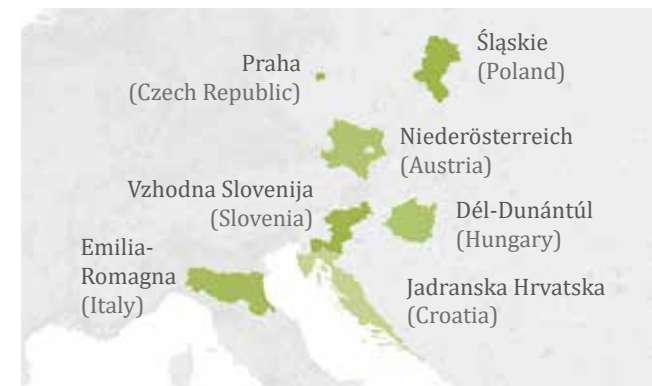 Śląskie
(Poland)
Praha
(Czech Republic)
Niederösterreich
(Austria)
Vzhodna Slovenija
(Slovenia)
Dél-Dunántúl
(Hungary)
Emilia-
Romagna
(Italy)
Jadranska Hrvatska
(Croatia)